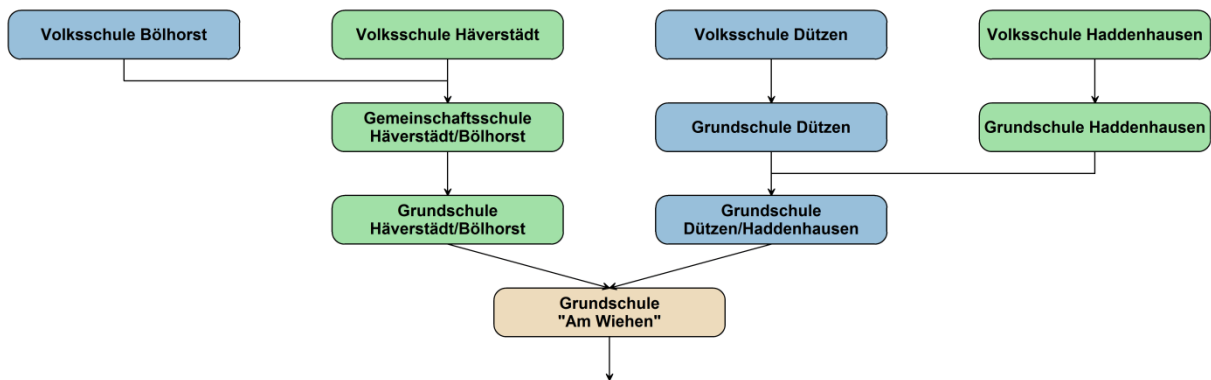 Volksschule Bölhorst
Volksschule Häverstädt
Volksschule Dützen
Volksschule Haddenhausen
Gemeinschaftsschule
Häverstädt/Bölhorst
Grundschule Dützen
Grundschule Haddenhausen
Grundschule
Häverstädt/Bölhorst
Grundschule
Dützen/Haddenhausen
Grundschule
"Am Wiehen"